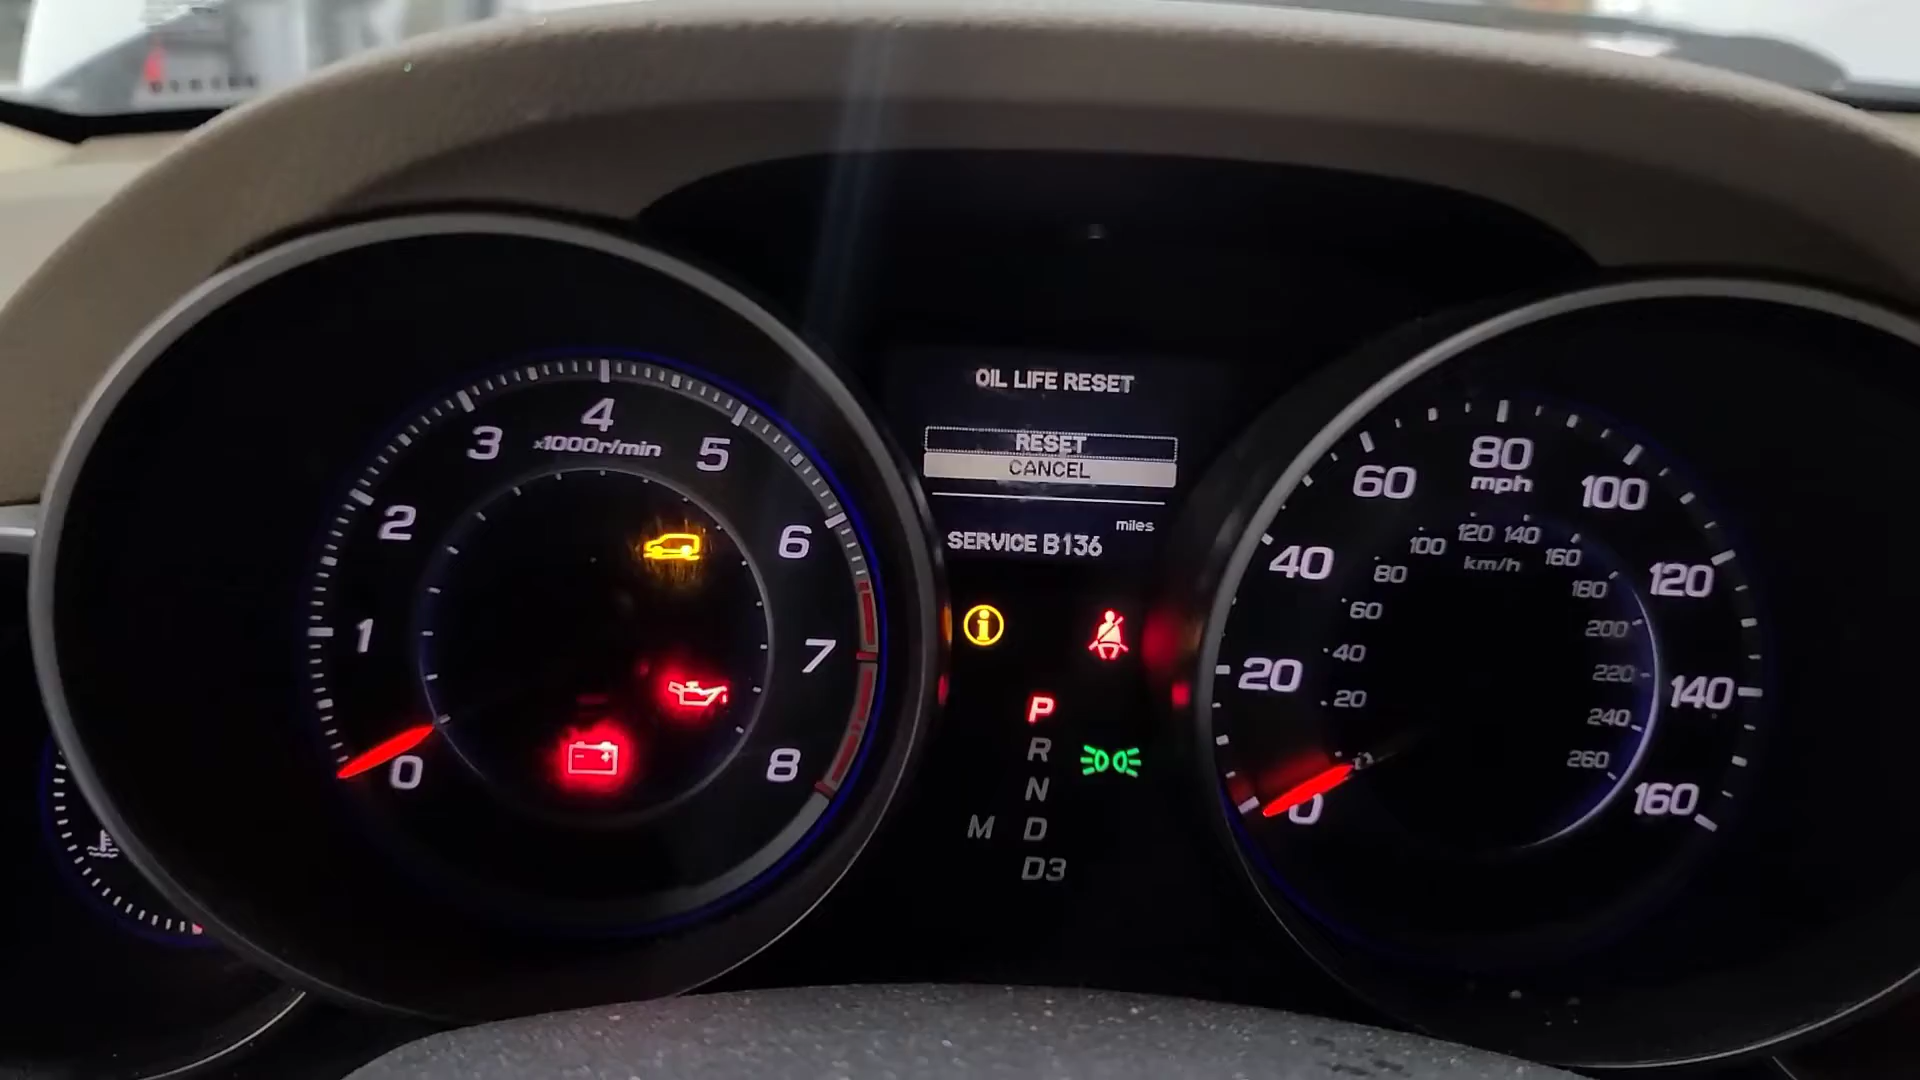 OIL LIFE RESET
RESET
CANCEL
miles
SERVICE B136
x1000r/min
0
1
2
3
4
5
6
7
8
P
R
N
M D
D3
mph
0
20
40
60
80
100
120
140
160
km/h
20
40
60
80
100
120
140
160
180
200
220
240
260